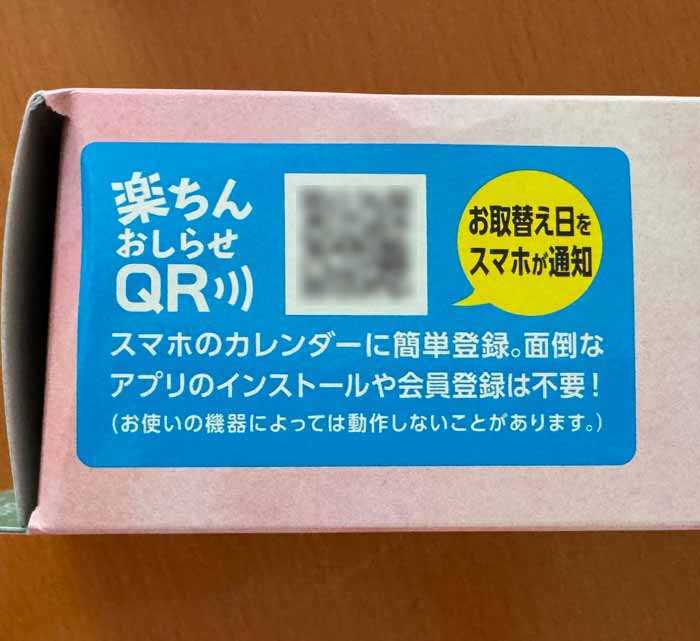 楽ちん
おしらせ
QR
お取替え日を
スマホが通知
スマホのカレンダーに簡単登録。面倒な
アプリのインストールや会員登録は不要！
（お使いの機器によっては動作しないことがあります。）